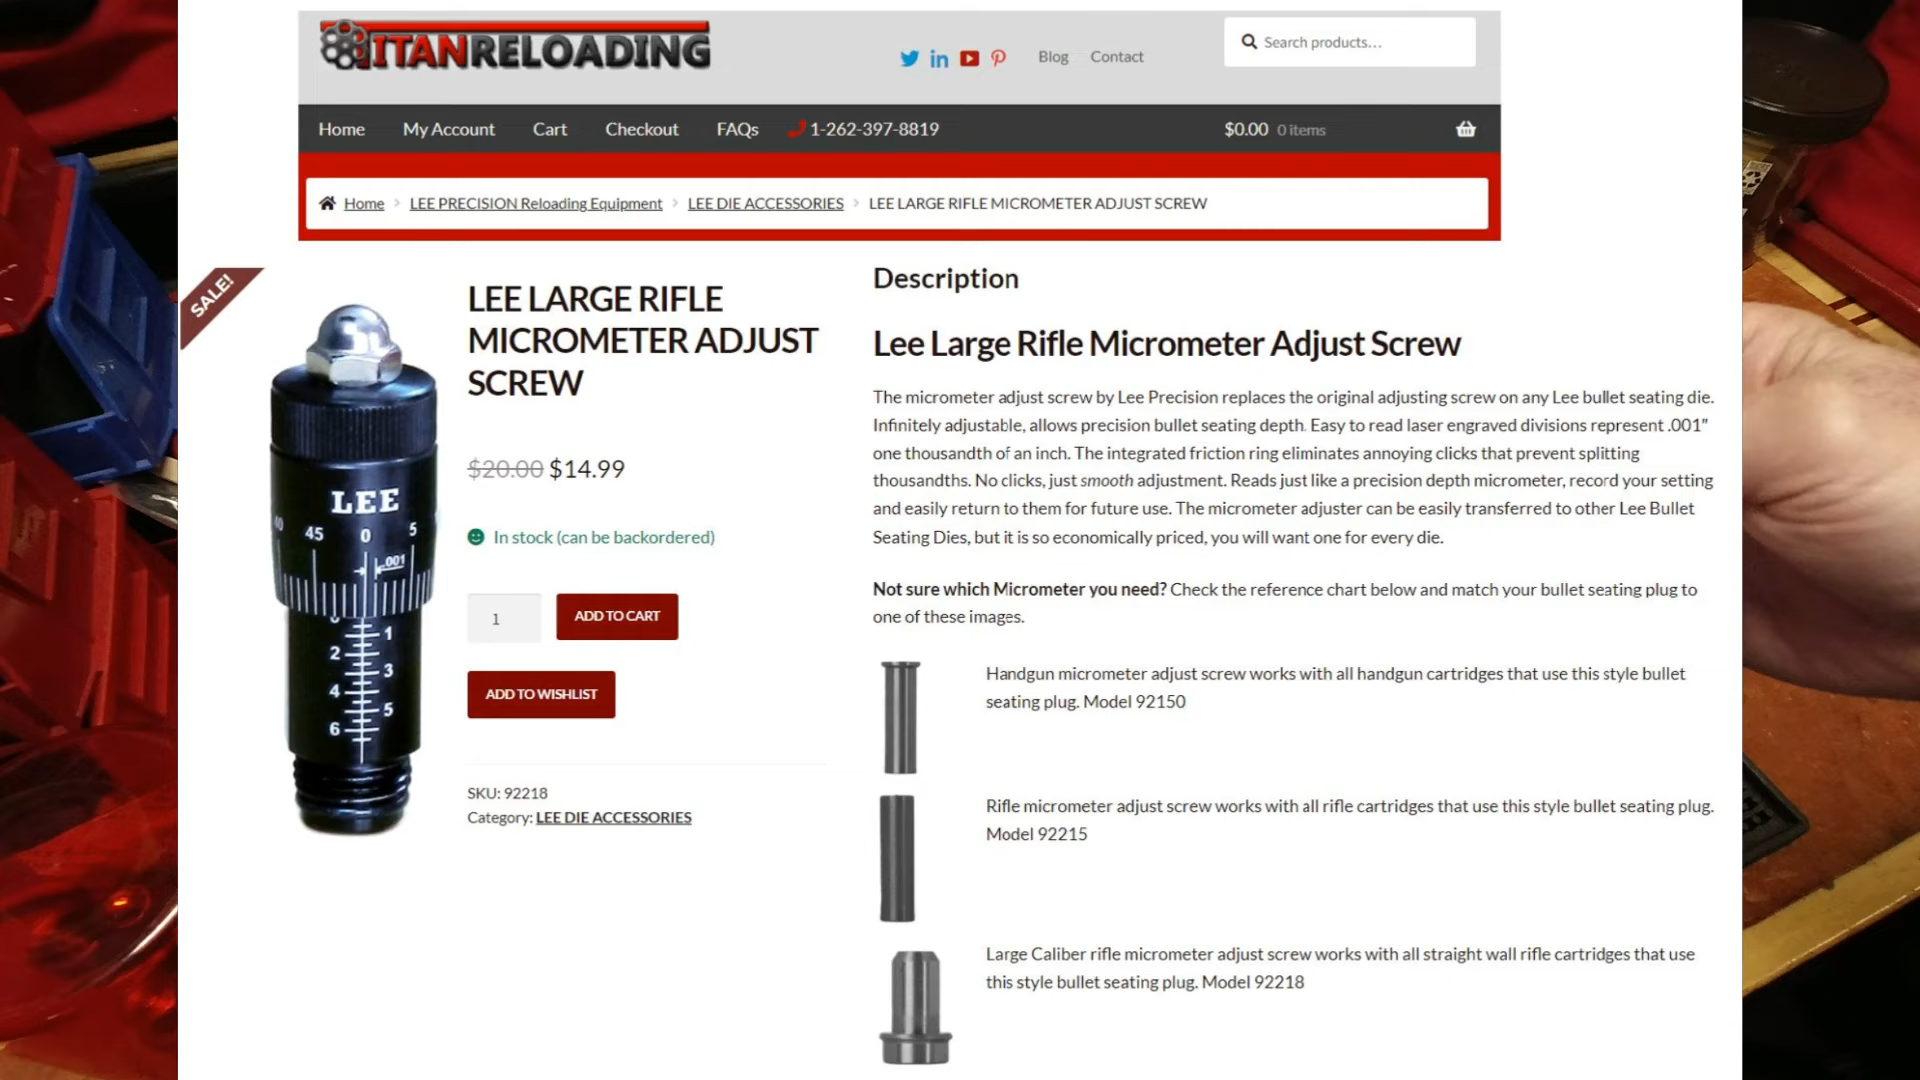 ITANRELOADING
Blog
Contact
Search products...
Home
My Account
Cart
Checkout
FAQs
1-262-397-8819
$0.00 0 items
Home
LEE PRECISION Reloading Equipment
LEE DIE ACCESSORIES
LEE LARGE RIFLE MICROMETER ADJUST SCREW
SALE!
LEE
40 45 0 5
.001
1
2
3
4
5
6
LEE LARGE RIFLE
MICROMETER ADJUST
SCREW
$20.00 $14.99
In stock (can be backordered)
1
ADD TO CART
ADD TO WISHLIST
SKU: 92218
Category: LEE DIE ACCESSORIES
Description
Lee Large Rifle Micrometer Adjust Screw
The micrometer adjust screw by Lee Precision replaces the original adjusting screw on any Lee bullet seating die.
Infinitely adjustable, allows precision bullet seating depth. Easy to read laser engraved divisions represent .001″
one thousandth of an inch. The integrated friction ring eliminates annoying clicks that prevent splitting
thousandths. No clicks, just smooth adjustment. Reads just like a precision depth micrometer, record your setting
and easily return to them for future use. The micrometer adjuster can be easily transferred to other Lee Bullet
Seating Dies, but it is so economically priced, you will want one for every die.
Not sure which Micrometer you need? Check the reference chart below and match your bullet seating plug to
one of these images.
Handgun micrometer adjust screw works with all handgun cartridges that use this style bullet
seating plug. Model 92150
Rifle micrometer adjust screw works with all rifle cartridges that use this style bullet seating plug.
Model 92215
Large Caliber rifle micrometer adjust screw works with all straight wall rifle cartridges that use
this style bullet seating plug. Model 92218